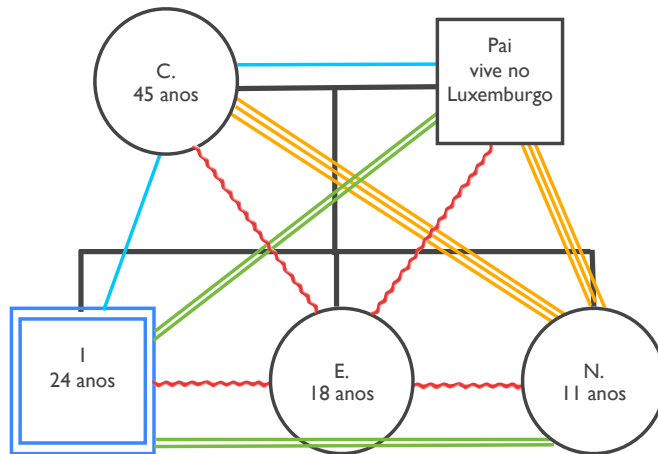 C.
45 anos
Pai
vive no
Luxemburgo
I
24 anos
E.
18 anos
N.
11 anos